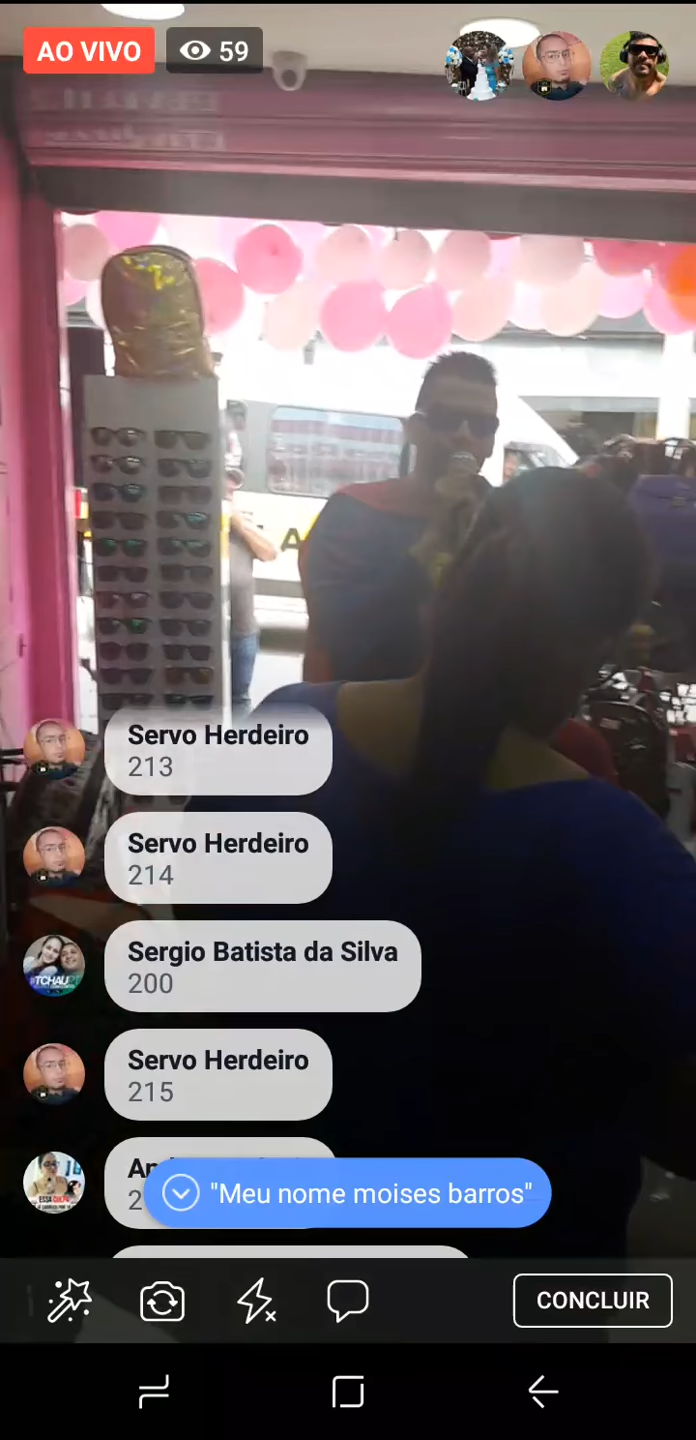 AO VIVO
59
Servo Herdeiro
213
Servo Herdeiro
214
Sergio Batista da Silva
200
#TCHAU
Servo Herdeiro
215
"Meu nome moises barros"
CONCLUIR